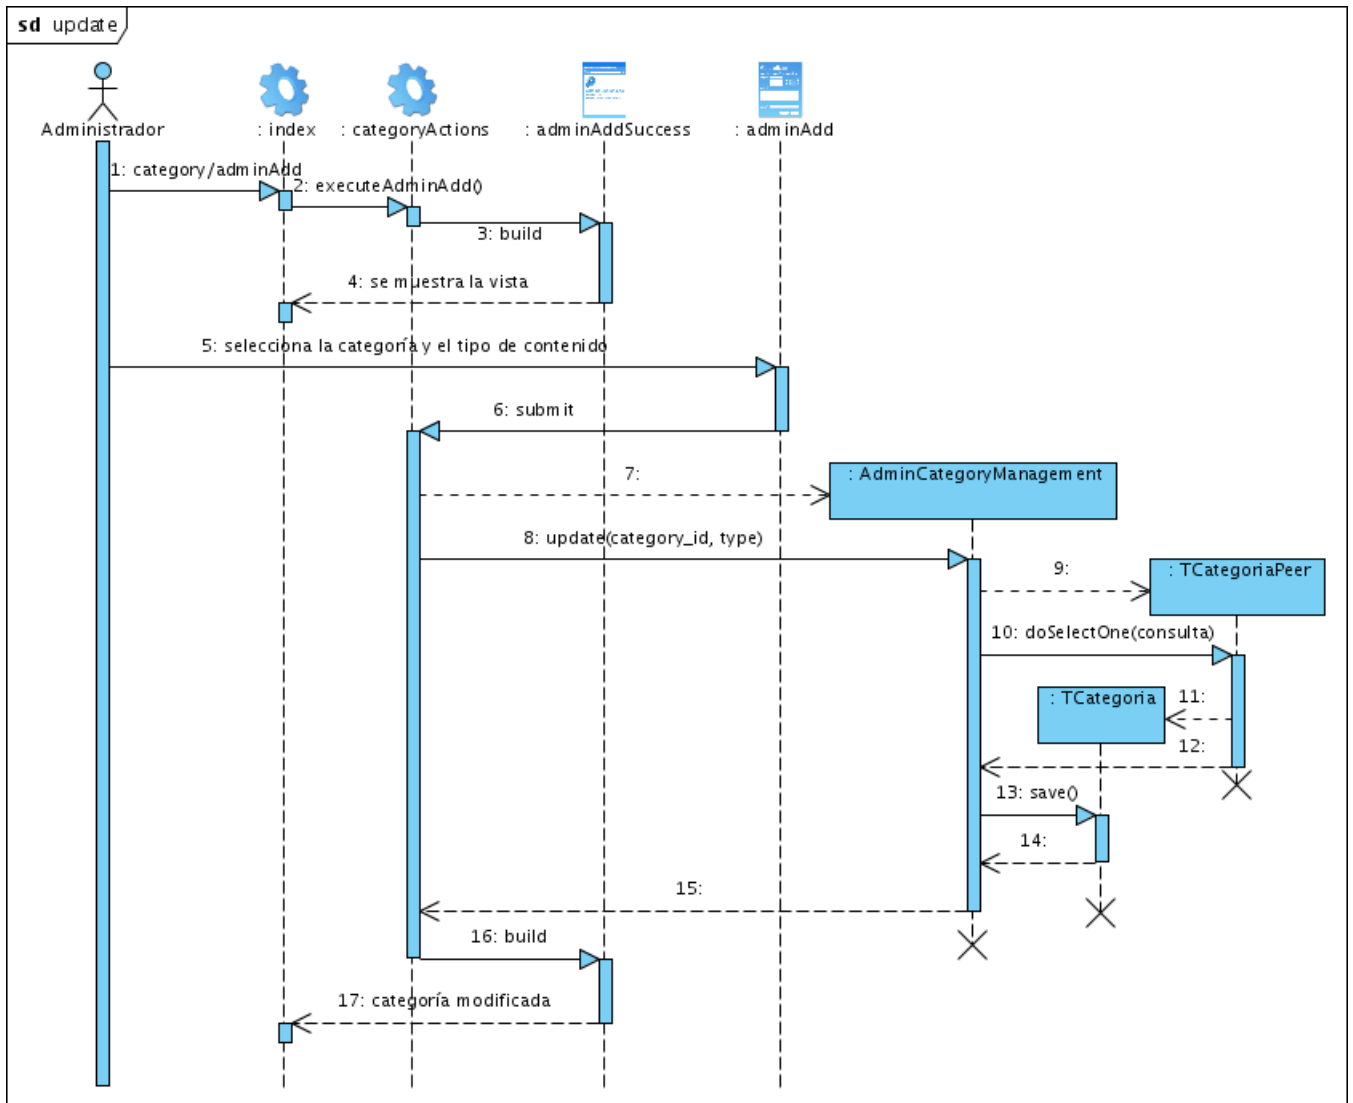 sd update
Administrador
: index
: categoryActions
: adminAddSuccess
: adminAdd
1: category/adminAdd
2: executeAdminAdd()
3: build
4: se muestra la vista
5: selecciona la categoría y el tipo de contenido
6: submit
7:
: AdminCategoryManagement
8: update(category_id, type)
9:
: TCategoriaPeer
10: doSelectOne(consulta)
: TCategoria
11:
12:
13: save()
14:
15:
16: build
17: categoría modificada